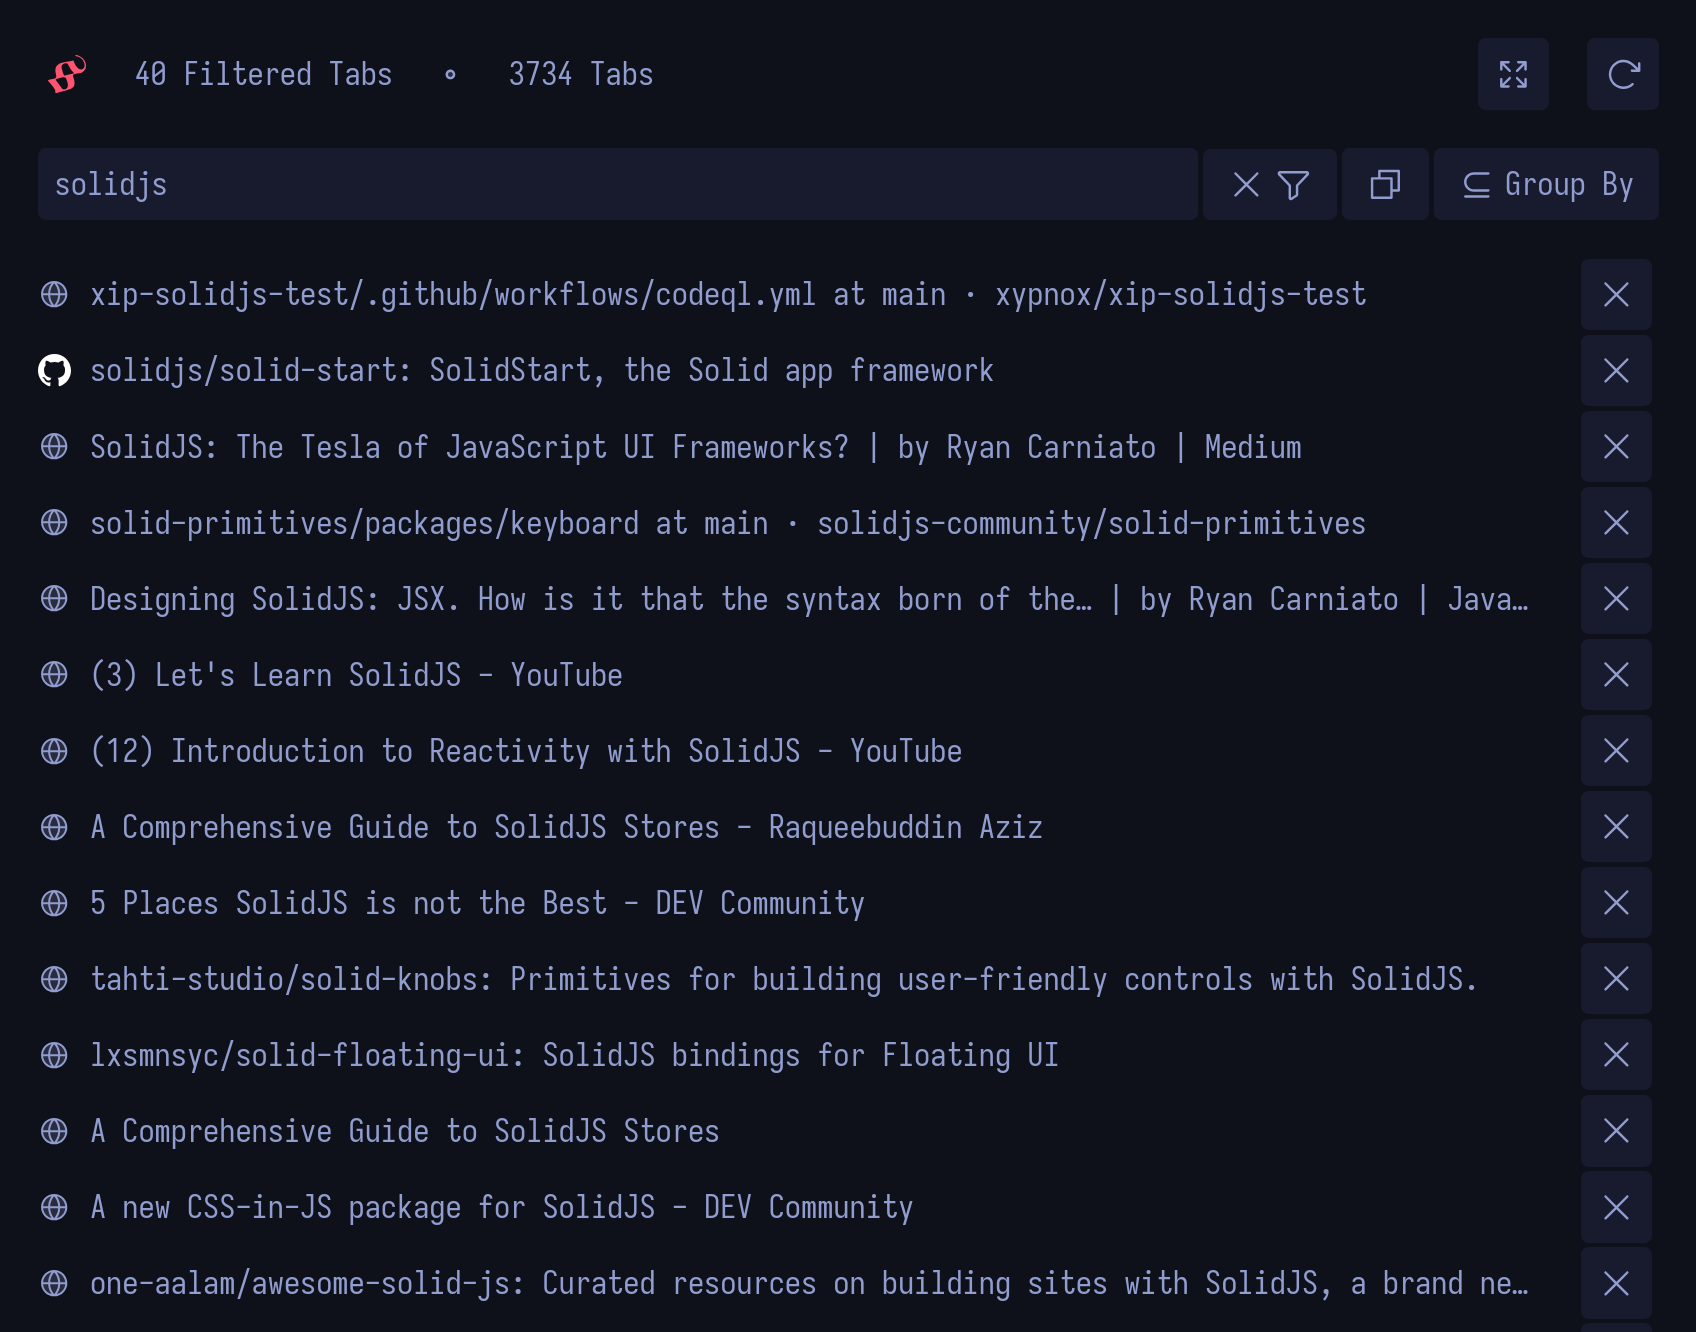 40 Filtered Tabs
3734 Tabs
solidjs
Group By
xip-solidjs-test/.github/workflows/codeql.yml at main · xypnox/xip-solidjs-test
solidjs/solid-start: SolidStart, the Solid app framework
SolidJS: The Tesla of JavaScript UI Frameworks? | by Ryan Carniato | Medium
solid-primitives/packages/keyboard at main · solidjs-community/solid-primitives
Designing SolidJS: JSX. How is it that the syntax born of the… | by Ryan Carniato | Java…
(3) Let's Learn SolidJS - YouTube
(12) Introduction to Reactivity with SolidJS - YouTube
A Comprehensive Guide to SolidJS Stores - Raqueebuddin Aziz
5 Places SolidJS is not the Best - DEV Community
tahti-studio/solid-knobs: Primitives for building user-friendly controls with SolidJS.
lxsmnsyc/solid-floating-ui: SolidJS bindings for Floating UI
A Comprehensive Guide to SolidJS Stores
A new CSS-in-JS package for SolidJS - DEV Community
one-aalam/awesome-solid-js: Curated resources on building sites with SolidJS, a brand ne…